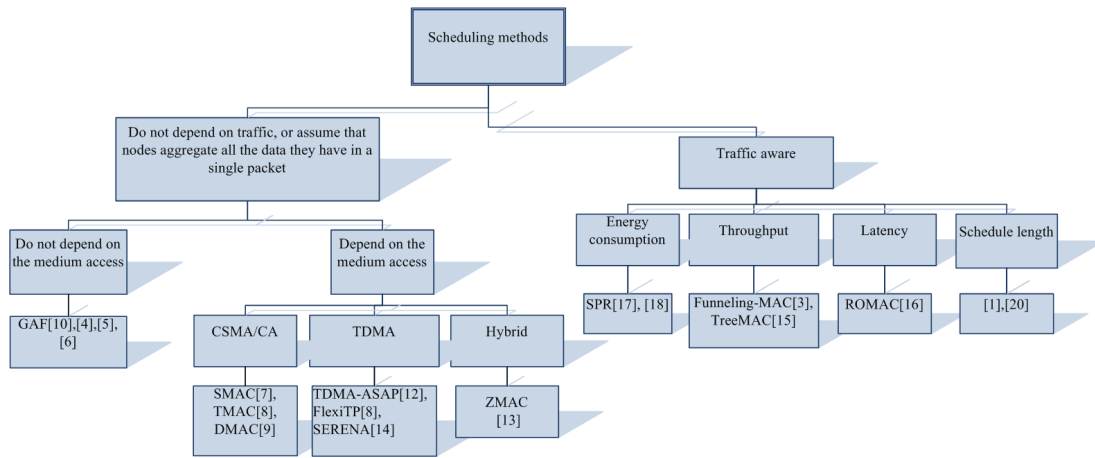 Scheduling methods
Do not depend on traffic, or assume that
nodes aggregate all the data they have in a
single packet
Traffic aware
Do not depend on
the medium access
Depend on the
medium access
Energy
consumption
Throughput
Latency
Schedule length
GAF[10],[4],[5],
[6]
CSMA/CA
TDMA
Hybrid
SPR[17], [18]
Funneling-MAC[3],
TreeMAC[15]
ROMAC[16]
[1],[20]
SMAC[7],
TMAC[8],
DMAC[9]
TDMA-ASAP[12],
FlexiTP[8],
SERENA[14]
ZMAC
[13]